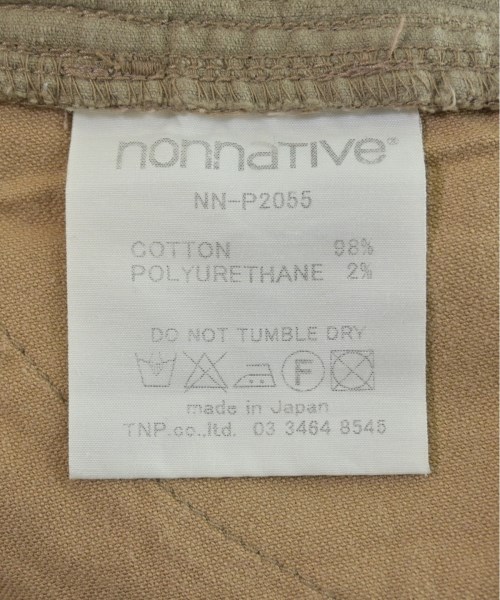 nonnative®
NN-P2055
COTTON 98%
POLYURETHANE 2%
DO NOT TUMBLE DRY
F
made in Japan
TNP.co.,ltd. 03 3464 8545